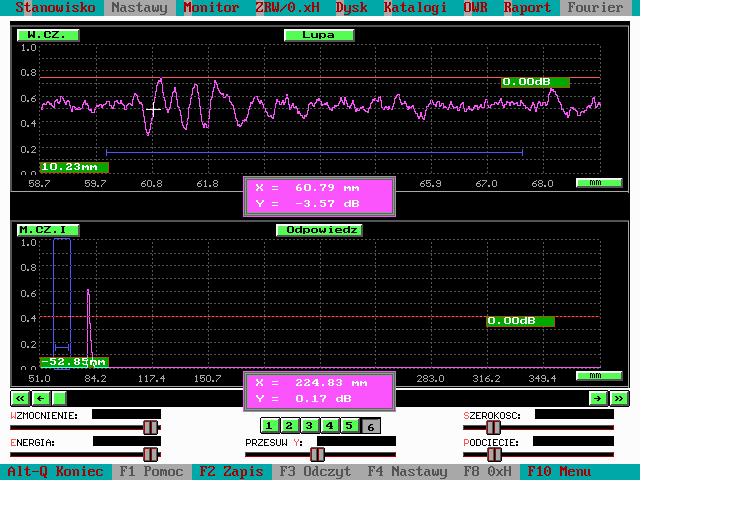 Stanowisko Nastawy Monitor ZRW/0.xH Dysk Katalogi OWR Raport Fourier
W.CZ. Lupa
1.0
0.8
0.00dB
0.6
0.4
0.2
10.23mm
58.7 59.7 60.8 61.8 65.9 67.0 68.0 mm
X = 60.79 mm
Y = -3.57 dB
M.CZ.I Odpowiedz
1.0
0.8
0.6
0.4
0.00dB
0.2
0.0
51.0 84.2 117.4 150.7 283.0 316.2 349.4 mm
X = 224.83 mm
Y = 0.17 dB
WZMOCNIENIE: SZEROKOSC:
1 2 3 4 5 6
ENERGIA: PRZESUW Y: PODCIECIE:
Alt-Q Koniec F1 Pomoc F2 Zapis F3 Odczyt F4 Nastawy F8 0xH F10 Menu